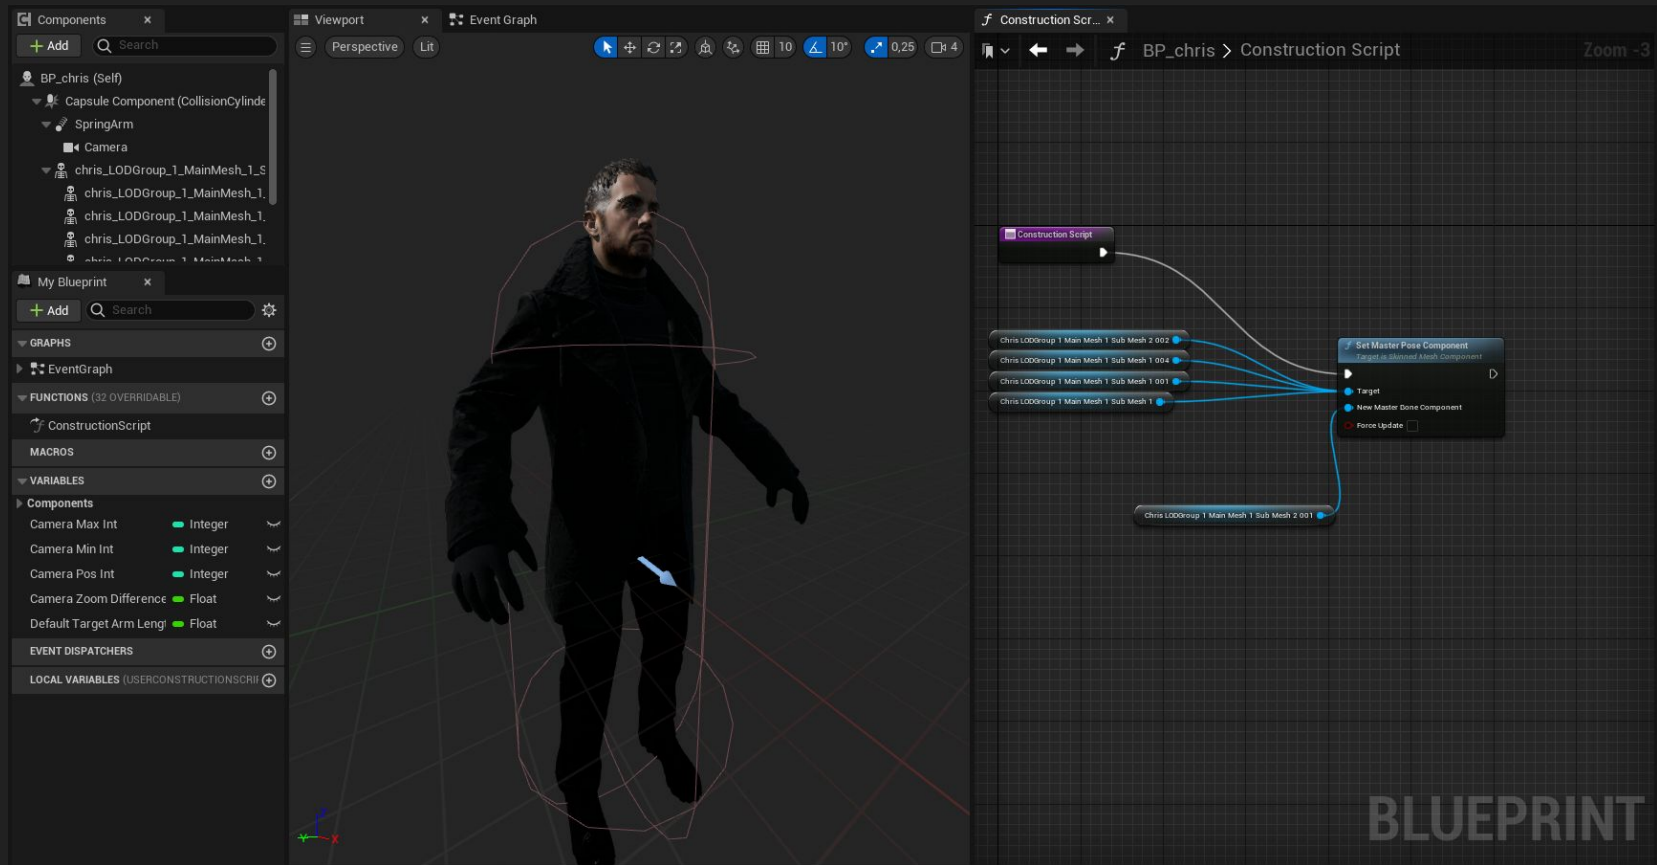 Components
Add
Search
BP_chris (Self)
Capsule Component (CollisionCylinde
SpringArm
Camera
chris_LODGroup_1_MainMesh_1_S
chris_LODGroup_1_MainMesh_1_
chris_LODGroup_1_MainMesh_1_
chris_LODGroup_1_MainMesh_1_
chris_LODGroup_1_MainMesh_1_
My Blueprint
Add
Search
GRAPHS
EventGraph
FUNCTIONS (32 OVERRIDABLE)
ConstructionScript
MACROS
VARIABLES
Components
Camera Max Int Integer
Camera Min Int Integer
Camera Pos Int Integer
Camera Zoom Difference Float
Default Target Arm Lengt Float
EVENT DISPATCHERS
LOCAL VARIABLES (USERCONSTRUCTIONSCRI
Viewport
Event Graph
Perspective
Lit
10
10°
0,25
4
Z
Y
X
Construction Scr...
BP_chris > Construction Script
Zoom -3
Construction Script
Chris LODGroup 1 Main Mesh 1 Sub Mesh 2 002
Chris LODGroup 1 Main Mesh 1 Sub Mesh 1 004
Chris LODGroup 1 Main Mesh 1 Sub Mesh 1 001
Chris LODGroup 1 Main Mesh 1 Sub Mesh 1
Set Master Pose Component
Target is Skinned Mesh Component
Target
New Master Bone Component
Force Update
Chris LODGroup 1 Main Mesh 1 Sub Mesh 2 001
BLUEPRINT